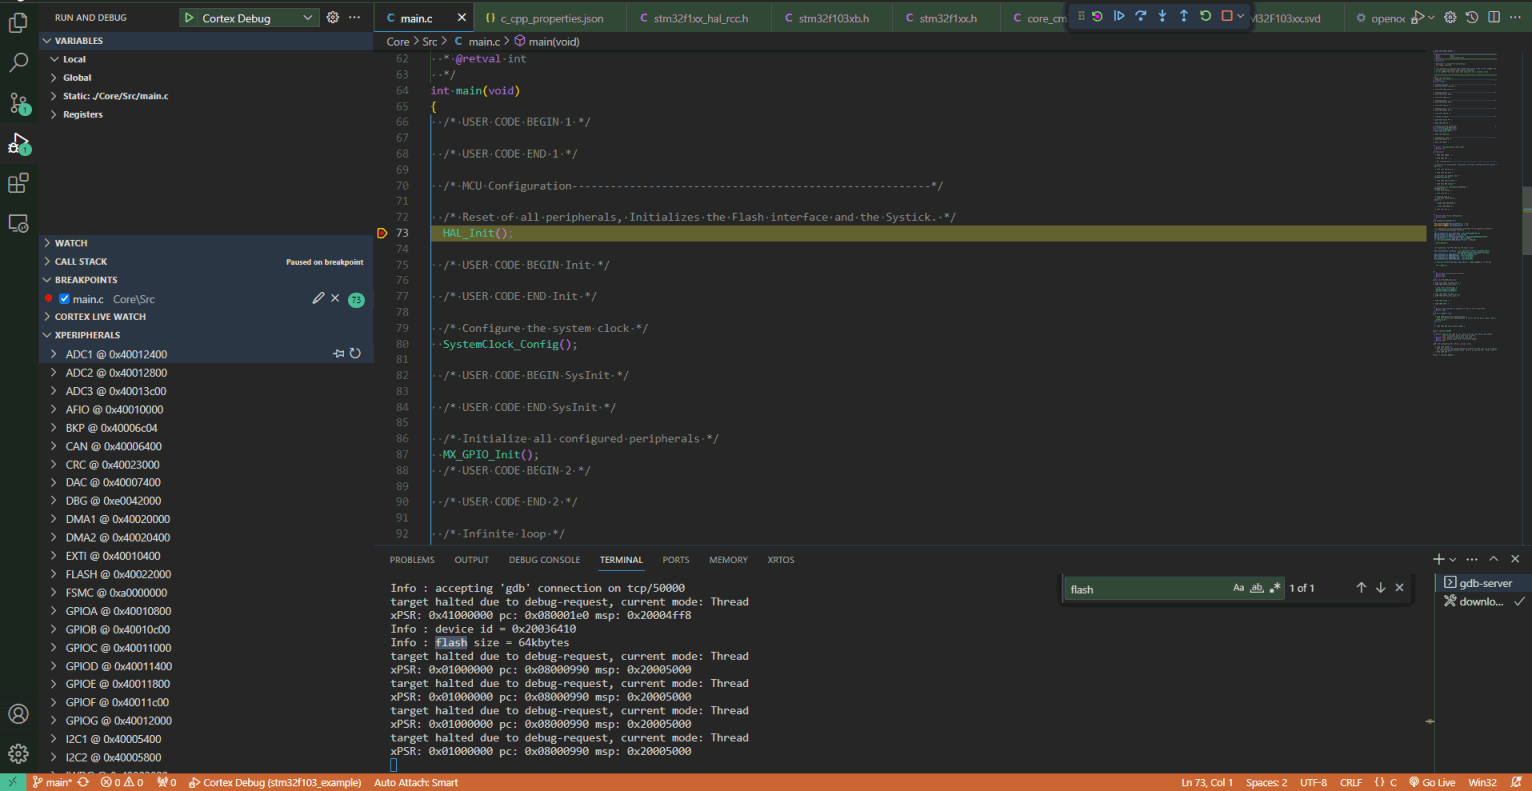 RUN AND DEBUG
Cortex Debug
main.c
c_cpp_properties.json
stm32f1xx_hal_rcc.h
stm32f103xb.h
stm32f1xx.h
core_cm
M32F103xx.svd
openoc
VARIABLES
Local
Global
Static: ./Core/Src/main.c
Registers
WATCH
CALL STACK
Paused on breakpoint
BREAKPOINTS
main.c Core\Src
73
CORTEX LIVE WATCH
XPERIPHERALS
ADC1 @ 0x40012400
ADC2 @ 0x40012800
ADC3 @ 0x40013c00
AFIO @ 0x40010000
BKP @ 0x40006c04
CAN @ 0x40006400
CRC @ 0x40023000
DAC @ 0x40007400
DBG @ 0xe0042000
DMA1 @ 0x40020000
DMA2 @ 0x40020400
EXTI @ 0x40010400
FLASH @ 0x40022000
FSMC @ 0xa0000000
GPIOA @ 0x40010800
GPIOB @ 0x40010c00
GPIOC @ 0x40011000
GPIOD @ 0x40011400
GPIOE @ 0x40011800
GPIOF @ 0x40011c00
GPIOG @ 0x40012000
I2C1 @ 0x40005400
I2C2 @ 0x40005800
Core > Src > C main.c > main(void)
62 * @retval int
63 */
64 int main(void)
65 {
66 /* USER CODE BEGIN 1 */
67
68 /* USER CODE END 1 */
69
70 /* MCU Configuration--------------------------------------------------------*/
71
72 /* Reset of all peripherals, Initializes the Flash interface and the Systick. */
73 HAL_Init();
74
75 /* USER CODE BEGIN Init */
76
77 /* USER CODE END Init */
78
79 /* Configure the system clock */
80 SystemClock_Config();
81
82 /* USER CODE BEGIN SysInit */
83
84 /* USER CODE END SysInit */
85
86 /* Initialize all configured peripherals */
87 MX_GPIO_Init();
88 /* USER CODE BEGIN 2 */
89
90 /* USER CODE END 2 */
91
92 /* Infinite loop */
PROBLEMS OUTPUT DEBUG CONSOLE TERMINAL PORTS MEMORY XRTOS
Info : accepting 'gdb' connection on tcp/50000
target halted due to debug-request, current mode: Thread
xPSR: 0x41000000 pc: 0x080001e0 msp: 0x20004ff8
Info : device id = 0x20036410
Info : flash size = 64kbytes
target halted due to debug-request, current mode: Thread
xPSR: 0x01000000 pc: 0x08000990 msp: 0x20005000
target halted due to debug-request, current mode: Thread
xPSR: 0x01000000 pc: 0x08000990 msp: 0x20005000
target halted due to debug-request, current mode: Thread
xPSR: 0x01000000 pc: 0x08000990 msp: 0x20005000
target halted due to debug-request, current mode: Thread
xPSR: 0x01000000 pc: 0x08000990 msp: 0x20005000
flash
Aa ab .*
1 of 1
gdb-server
downlo...
main*
0 0
0
Cortex Debug (stm32f103_example)
Auto Attach: Smart
Ln 73, Col 1
Spaces: 2
UTF-8
CRLF
{ } C
Go Live
Win32